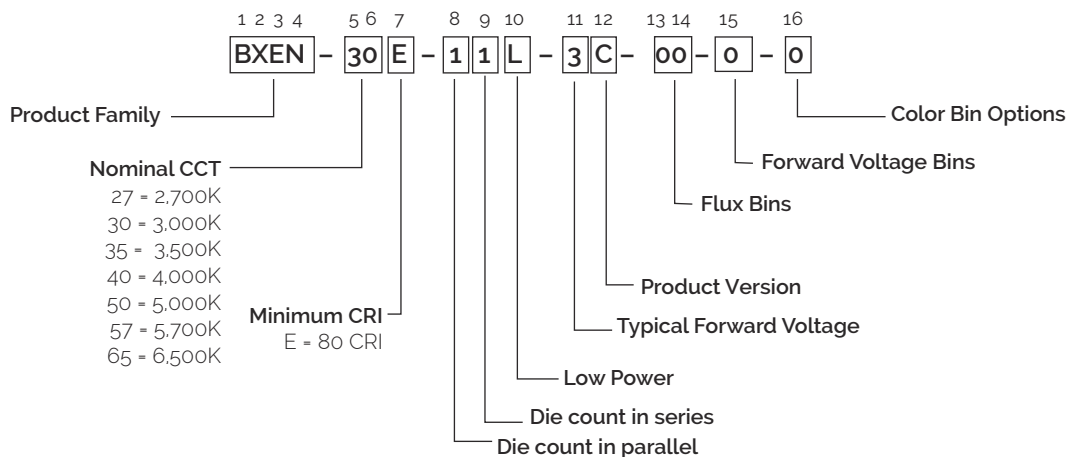 1 2 3 4 5 6 7 8 9 10 11 12 13 14 15 16
BXEN – 30 E – 1 1 L – 3 C – 00 – 0 – 0
Product Family
Color Bin Options
Nominal CCT
27 = 2,700K
30 = 3,000K
35 = 3,500K
40 = 4,000K
50 = 5,000K
57 = 5,700K
65 = 6,500K
Forward Voltage Bins
Flux Bins
Product Version
Minimum CRI
E = 80 CRI
Typical Forward Voltage
Low Power
Die count in series
Die count in parallel